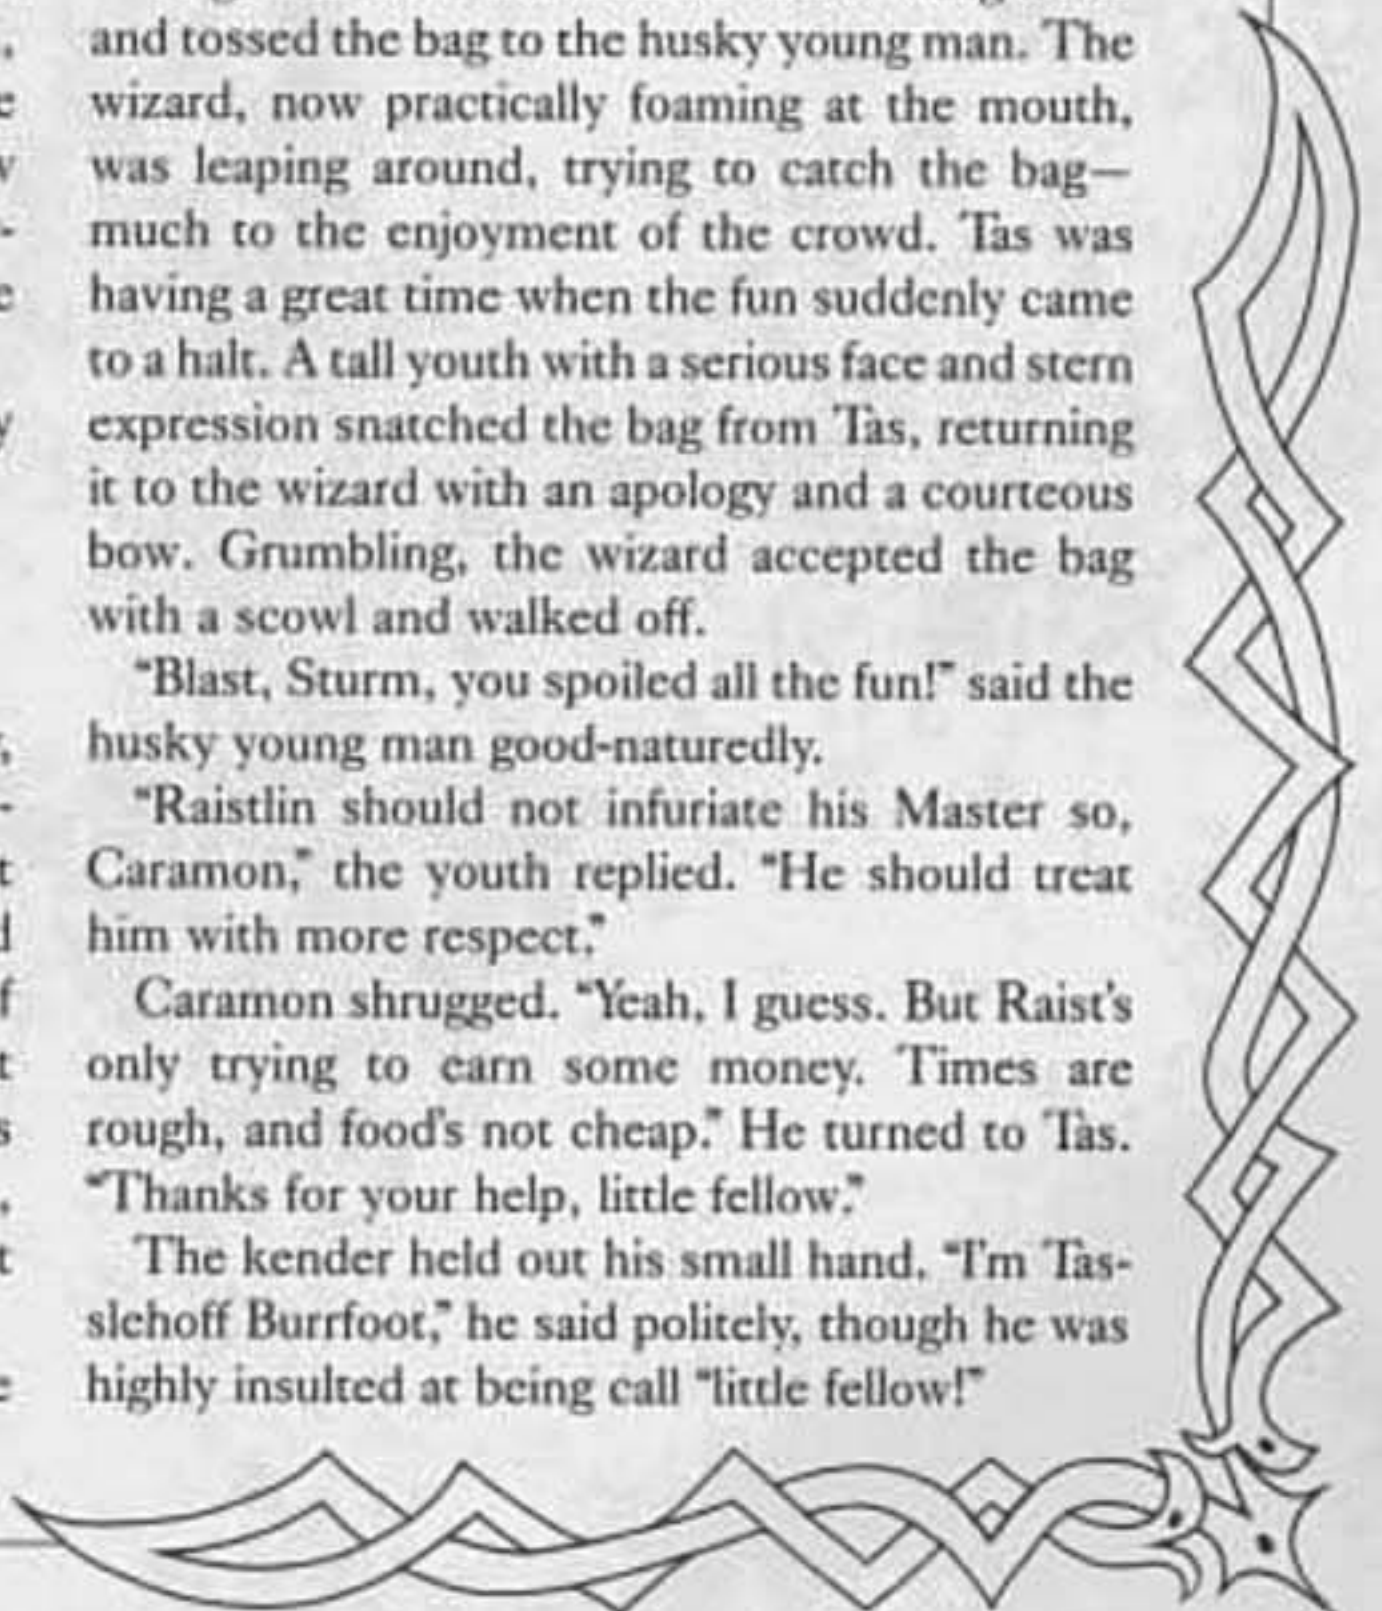 and tossed the bag to the husky young man. The
wizard, now practically foaming at the mouth,
was leaping around, trying to catch the bag—
much to the enjoyment of the crowd. Tas was
having a great time when the fun suddenly came
to a halt. A tall youth with a serious face and stern
expression snatched the bag from Tas, returning
it to the wizard with an apology and a courteous
bow. Grumbling, the wizard accepted the bag
with a scowl and walked off.
"Blast, Sturm, you spoiled all the fun!" said the
husky young man good-naturedly.
"Raistlin should not infuriate his Master so,
Caramon," the youth replied. "He should treat
him with more respect."
Caramon shrugged. "Yeah, I guess. But Raist's
only trying to earn some money. Times are
rough, and food's not cheap." He turned to Tas.
"Thanks for your help, little fellow."
The kender held out his small hand. "I'm Tas-
slehoff Burrfoot," he said politely, though he was
highly insulted at being call "little fellow!"